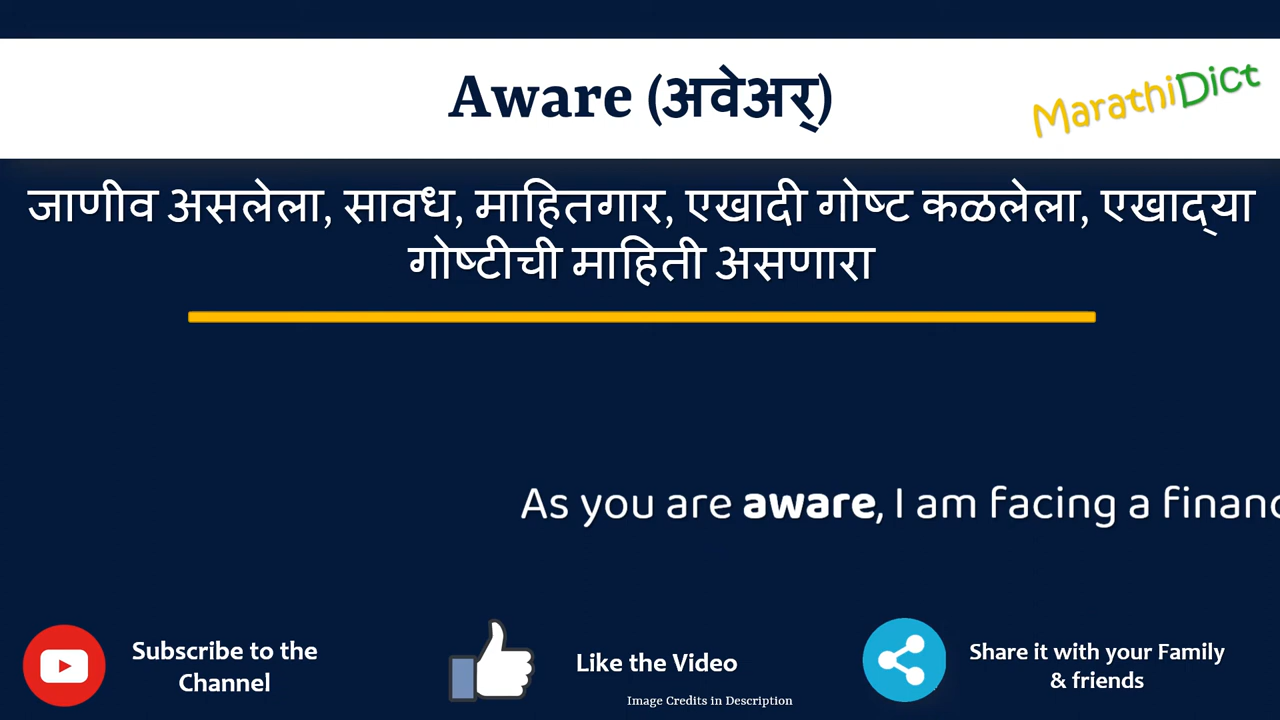 Aware (अवेअर्)
MarathiDict
जाणीव असलेला, सावध, माहितगार, एखादी गोष्ट कळलेला, एखाद्‌या
गोष्टीची माहिती असणारा
As you are aware, I am facing a financ
Subscribe to the
Channel
Like the Video
Image Credits in Description
Share it with your Family
& friends